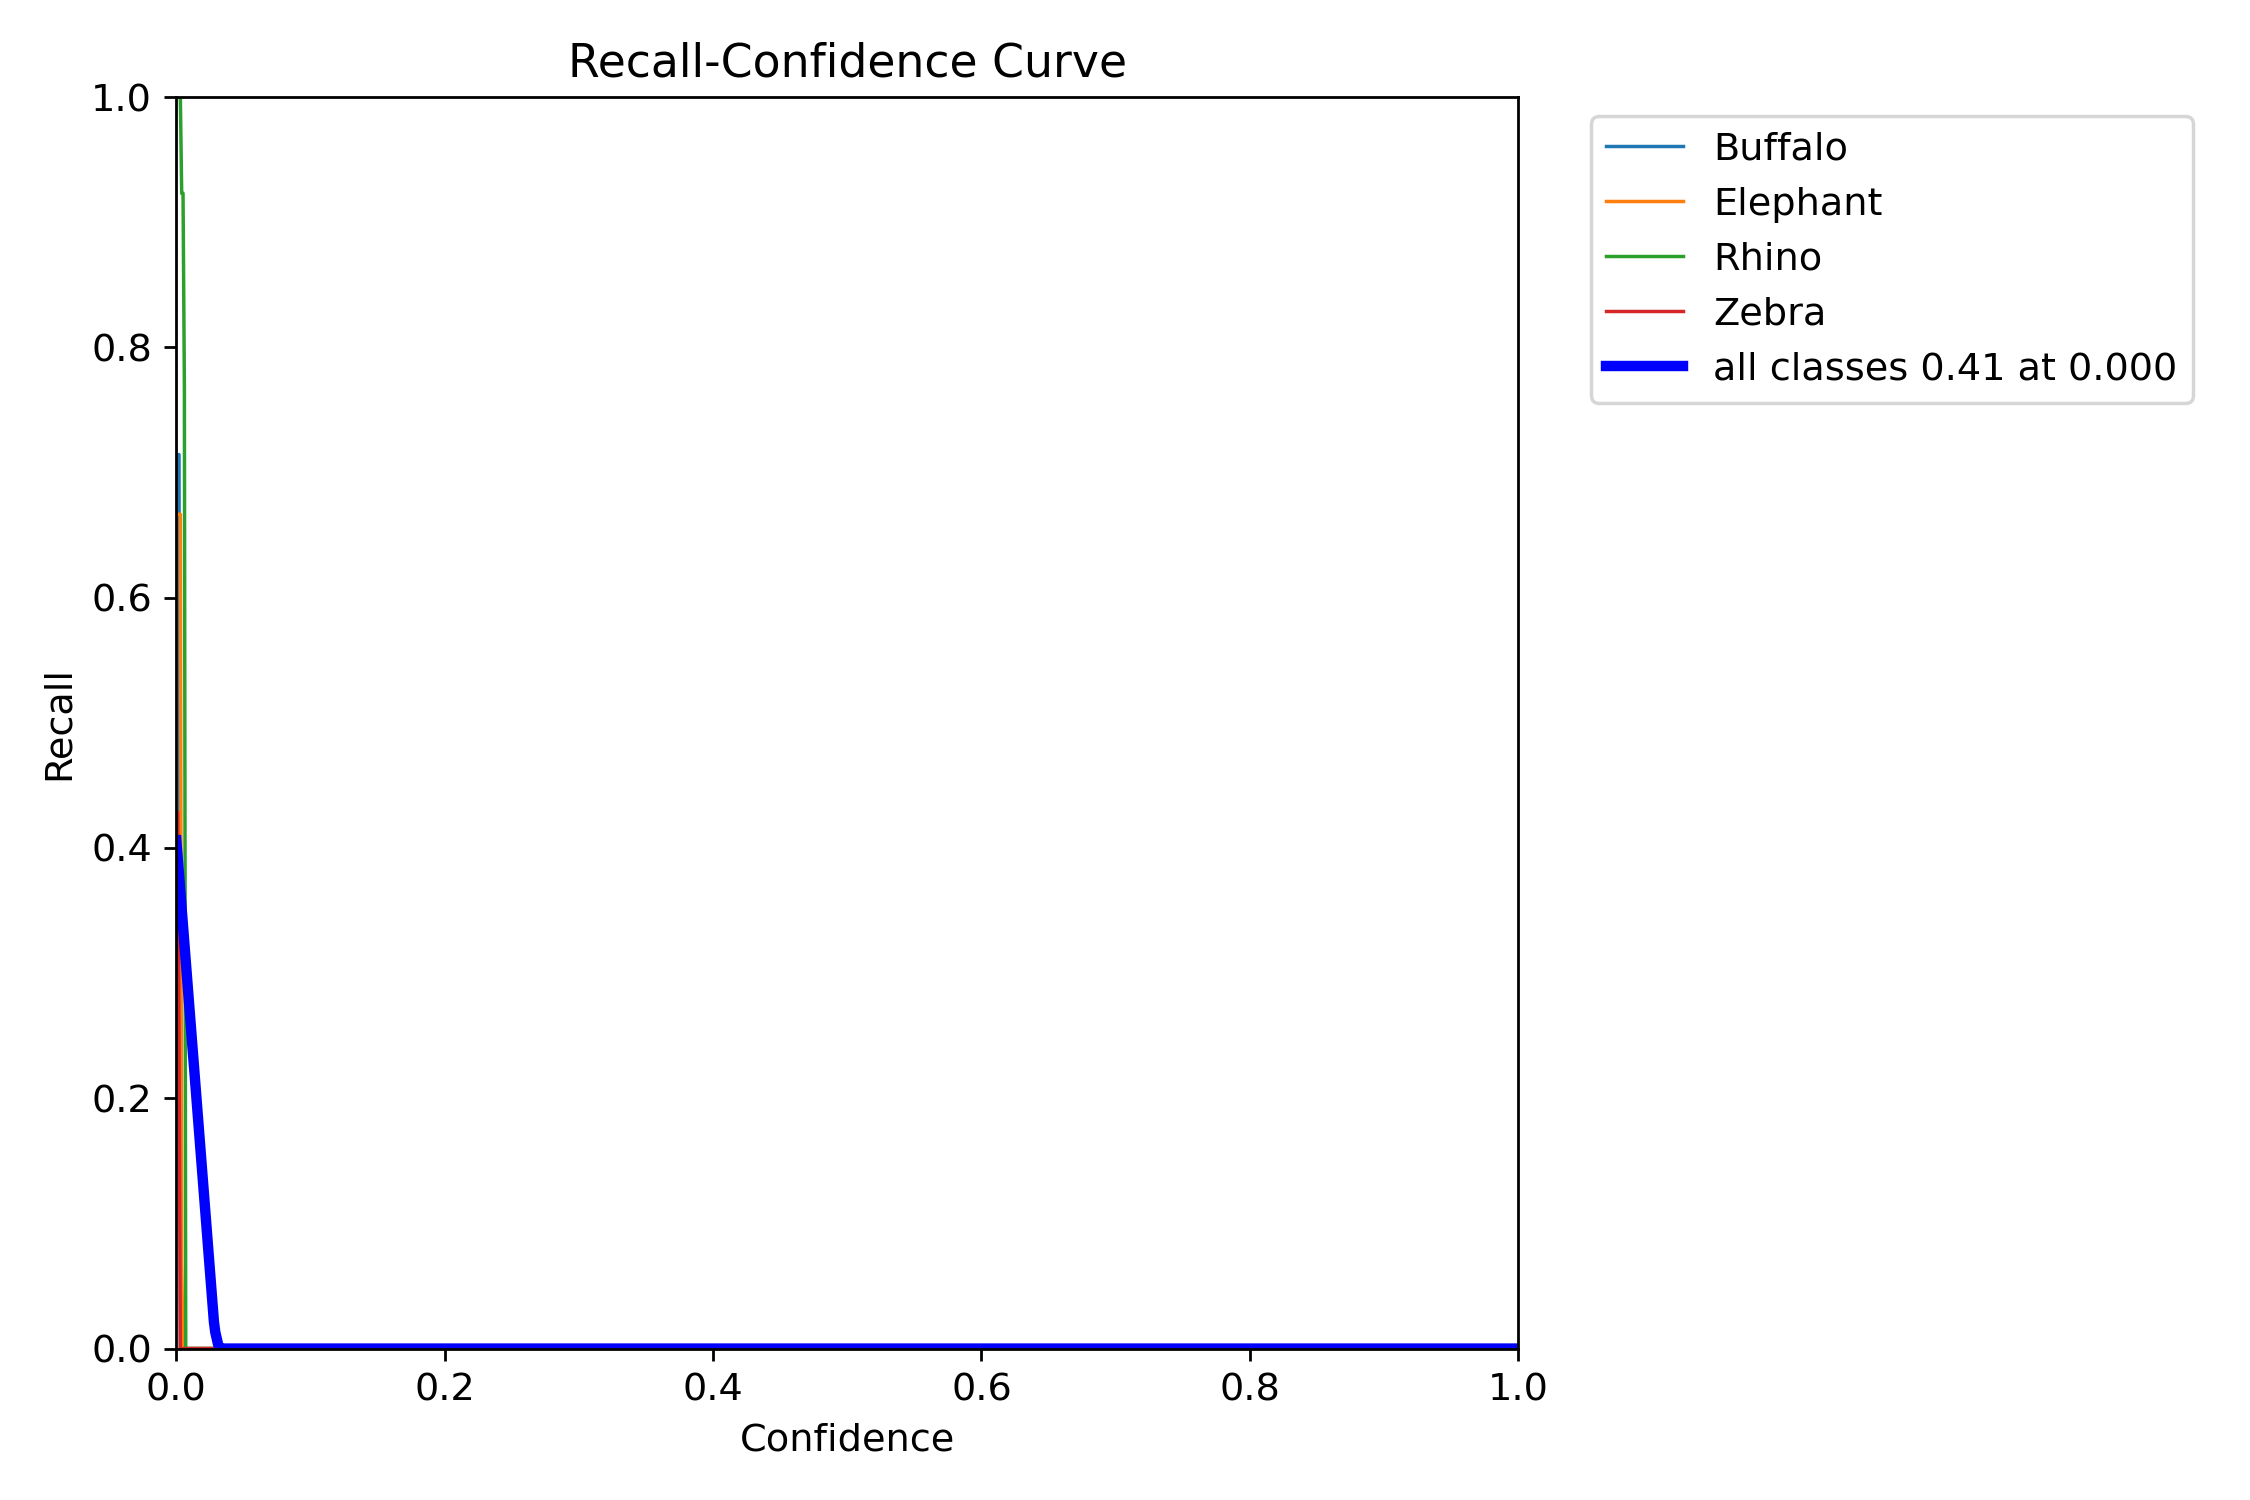 Recall-Confidence Curve
1.0
0.8
0.6
0.4
0.2
0.0
Recall
0.0 0.2 0.4 0.6 0.8 1.0
Confidence
Buffalo
Elephant
Rhino
Zebra
all classes 0.41 at 0.000